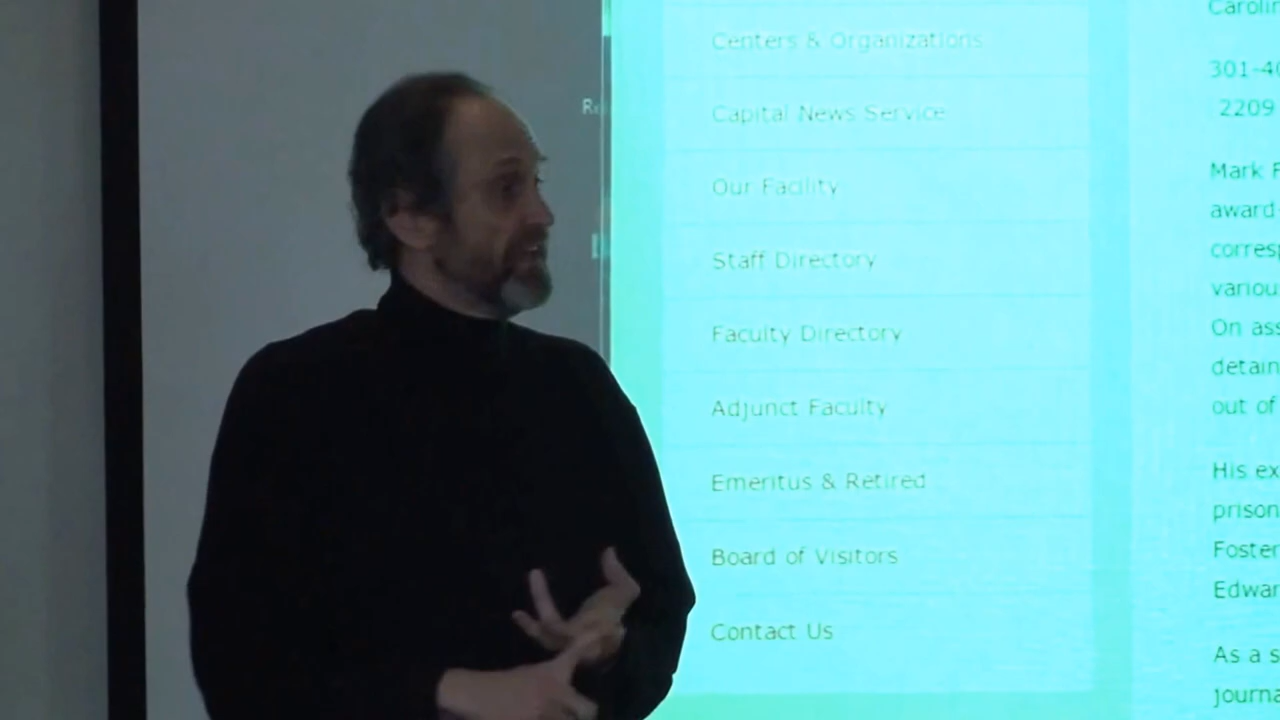 Centers & Organizations
Capital News Service
Our Facility
Staff Directory
Faculty Directory
Adjunct Faculty
Emeritus & Retired
Board of Visitors
Contact Us
Carolin
301-40
2209
Mark F
award-
corresp
variou
On ass
detain
out of
His ex
prison
Foster
Edwar
As a s
journa